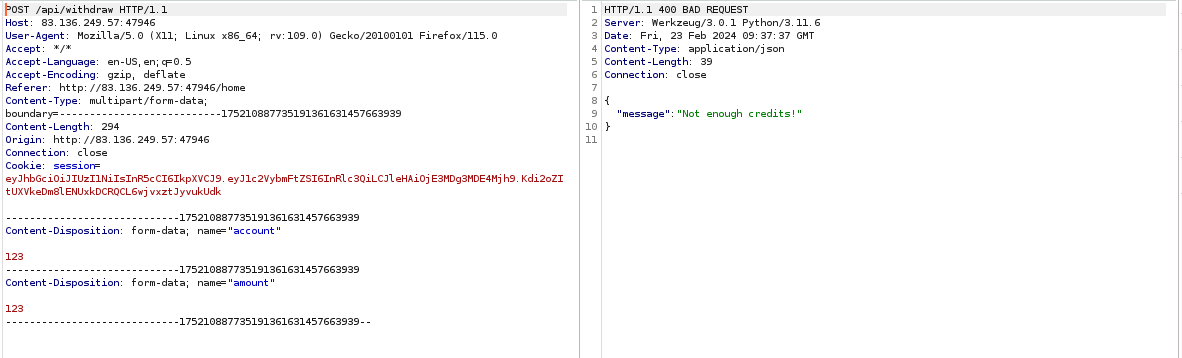 POST /api/withdraw HTTP/1.1
Host: 83.136.249.57:47946
User-Agent: Mozilla/5.0 (X11; Linux x86_64; rv:109.0) Gecko/20100101 Firefox/115.0
Accept: */*
Accept-Language: en-US,en;q=0.5
Accept-Encoding: gzip, deflate
Referer: http://83.136.249.57:47946/home
Content-Type: multipart/form-data;
boundary=---------------------------175210887735191361631457663939
Content-Length: 294
Origin: http://83.136.249.57:47946
Connection: close
Cookie: session=
eyJhbGciOiJIUzI1NiIsInR5cCI6IkpXVCJ9.eyJ1c2VybmFtZSI6InRlc3QiLCJleHAiOjE3MDg3MDE4Mjh9.Kdi2oZI
tUXVkeDm8lENUxkDCRQCL6wjvxztJyvukUdk
-----------------------------175210887735191361631457663939
Content-Disposition: form-data; name="account"
123
-----------------------------175210887735191361631457663939
Content-Disposition: form-data; name="amount"
123
-----------------------------175210887735191361631457663939--
1 HTTP/1.1 400 BAD REQUEST
2 Server: Werkzeug/3.0.1 Python/3.11.6
3 Date: Fri, 23 Feb 2024 09:37:37 GMT
4 Content-Type: application/json
5 Content-Length: 39
6 Connection: close
7
8 {
9 "message":"Not enough credits!"
10 }
11